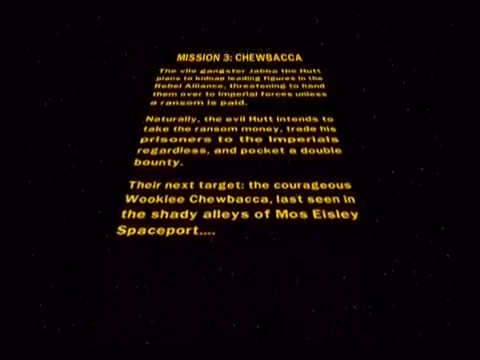 MISSION 3: CHEWBACCA
The vile gangster Jabba the Hutt
plans to kidnap leading figures in the
Rebel Alliance, threatening to hand
them over to Imperial forces unless
a ransom is paid.
Naturally, the evil Hutt intends to
take the ransom money, trade his
prisoners to the Imperials
regardless, and pocket a double
bounty.
Their next target: the courageous
Wookiee Chewbacca, last seen in
the shady alleys of Mos Eisley
Spaceport....